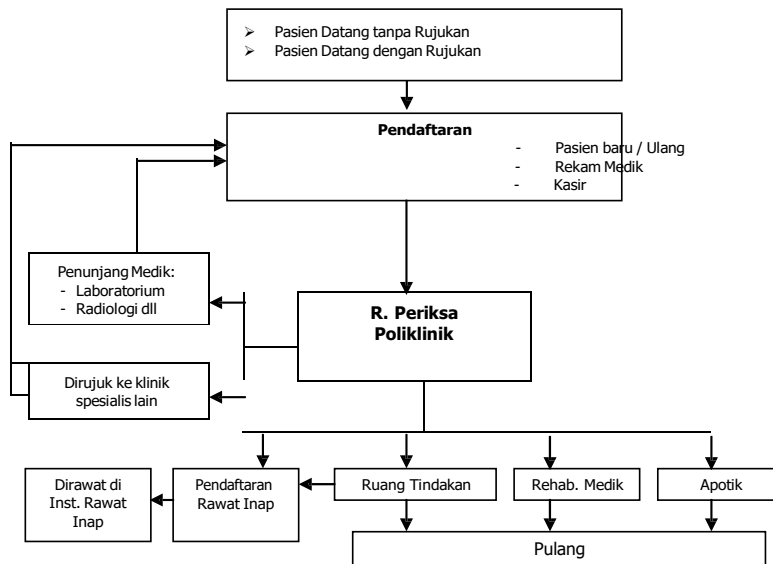 ➢ Pasien Datang tanpa Rujukan
➢ Pasien Datang dengan Rujukan
Pendaftaran
- Pasien baru / Ulang
- Rekam Medik
- Kasir
Penunjang Medik:
- Laboratorium
- Radiologi dll
R. Periksa
Poliklinik
Dirujuk ke klinik
spesialis lain
Dirawat di
Inst. Rawat
Inap
Pendaftaran
Rawat Inap
Ruang Tindakan
Rehab. Medik
Apotik
Pulang